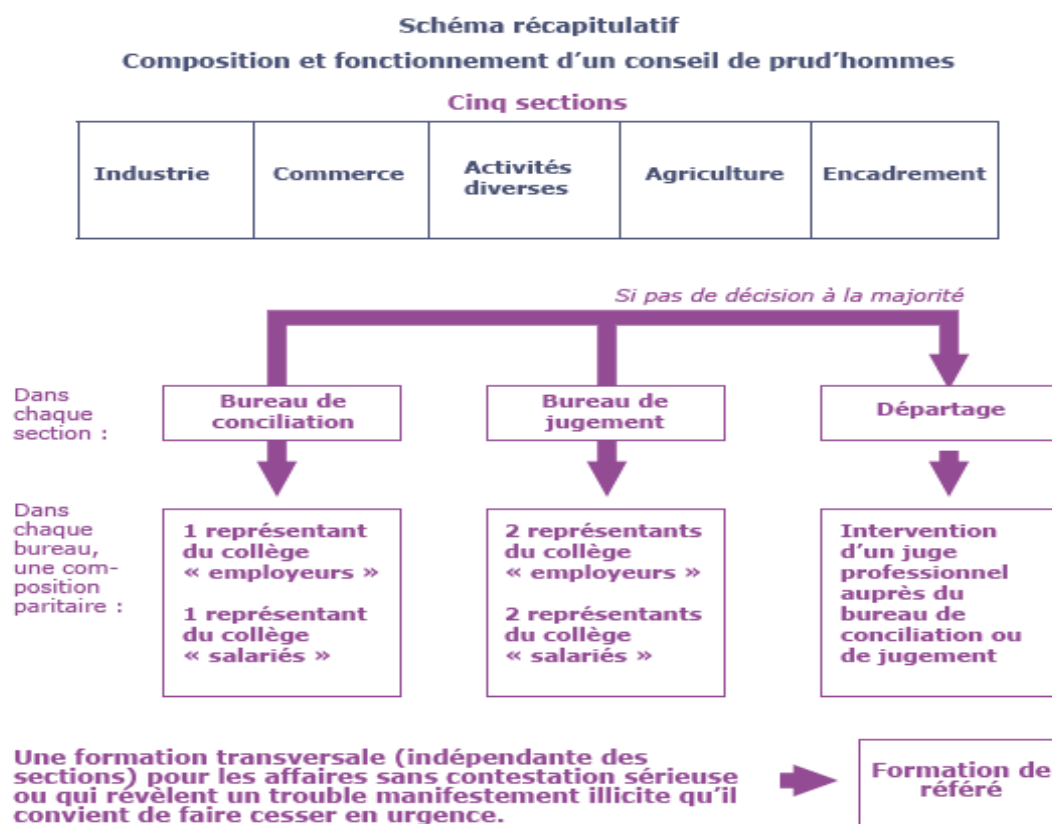 Schéma récapitulatif
Composition et fonctionnement d'un conseil de prud'hommes
Cinq sections
Industrie
Commerce
Activités
diverses
Agriculture
Encadrement
Si pas de décision à la majorité
Dans
chaque
section :
Bureau de
conciliation
Bureau de
jugement
Départage
Dans
chaque
bureau,
une com-
position
paritaire :
1 représentant
du collège
« employeurs »
1 représentant
du collège
« salariés »
2 représentants
du collège
« employeurs »
2 représentants
du collège
« salariés »
Intervention
d'un juge
professionnel
auprès du
bureau de
conciliation ou
de jugement
Une formation transversale (indépendante des
sections) pour les affaires sans contestation sérieuse
ou qui révèlent un trouble manifestement illicite qu'il
convient de faire cesser en urgence.
Formation de
référé